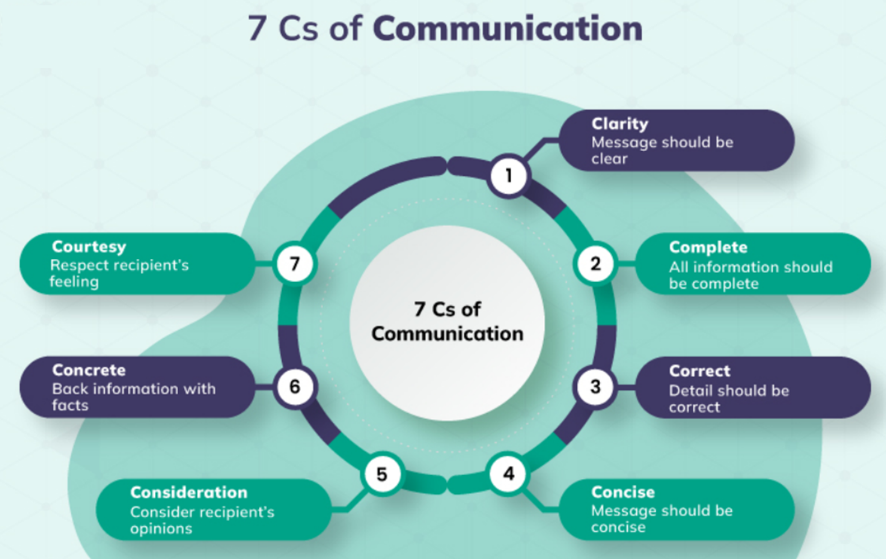 7 Cs of Communication
1
Clarity
Message should be
clear
2
Complete
All information should
be complete
3
Correct
Detail should be
correct
4
Concise
Message should be
concise
5
Consideration
Consider recipient's
opinions
6
Concrete
Back information with
facts
7
Courtesy
Respect recipient's
feeling
7 Cs of
Communication